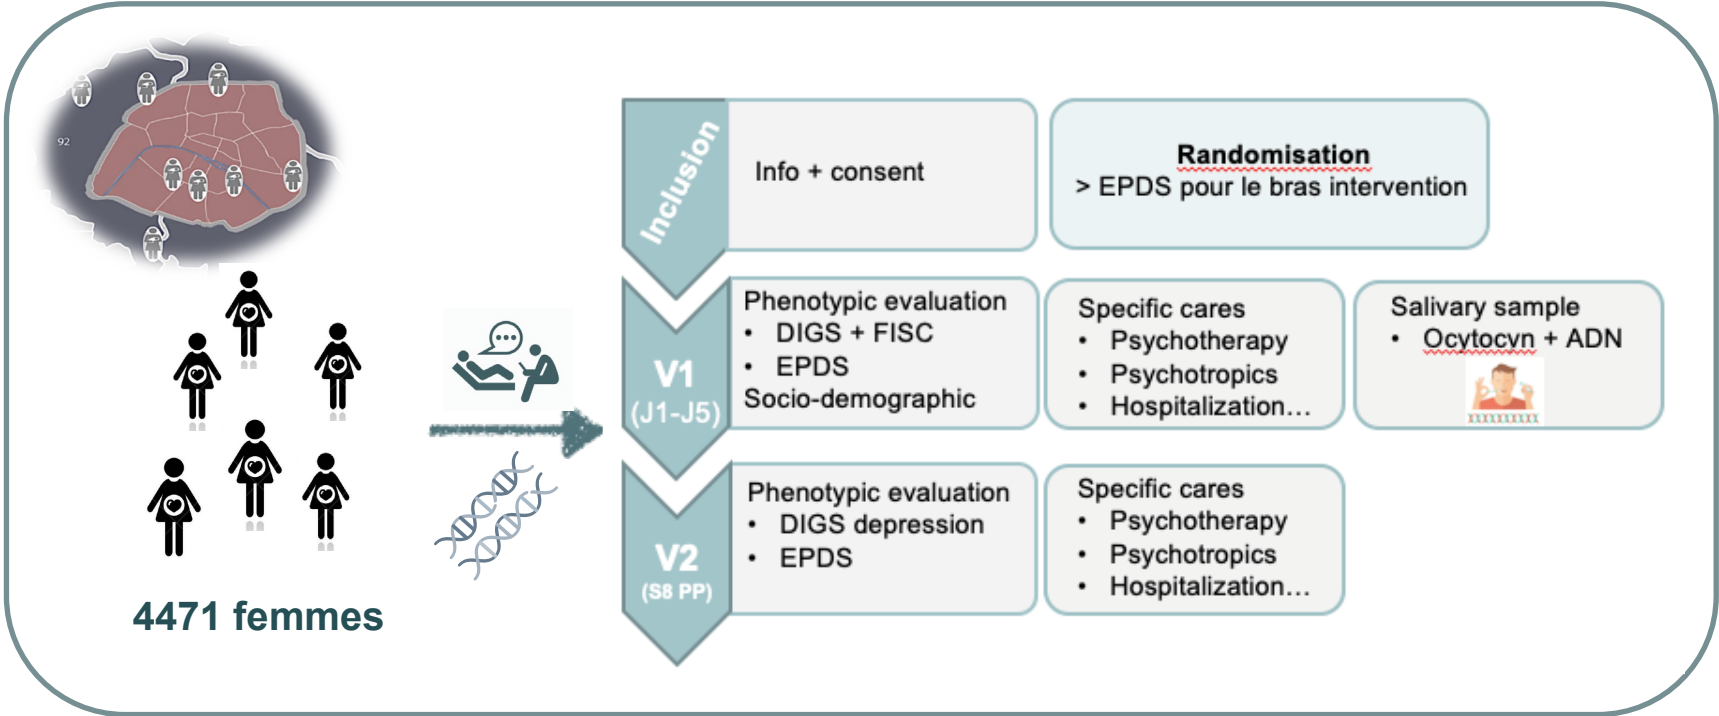 92
4471 femmes
Inclusion
Info + consent
Randomisation
> EPDS pour le bras intervention
V1
(J1-J5)
Phenotypic evaluation
• DIGS + FISC
• EPDS
Socio-demographic
Specific cares
• Psychotherapy
• Psychotropics
• Hospitalization...
Salivary sample
• Ocytocyn + ADN
V2
(S8 PP)
Phenotypic evaluation
• DIGS depression
• EPDS
Specific cares
• Psychotherapy
• Psychotropics
• Hospitalization...